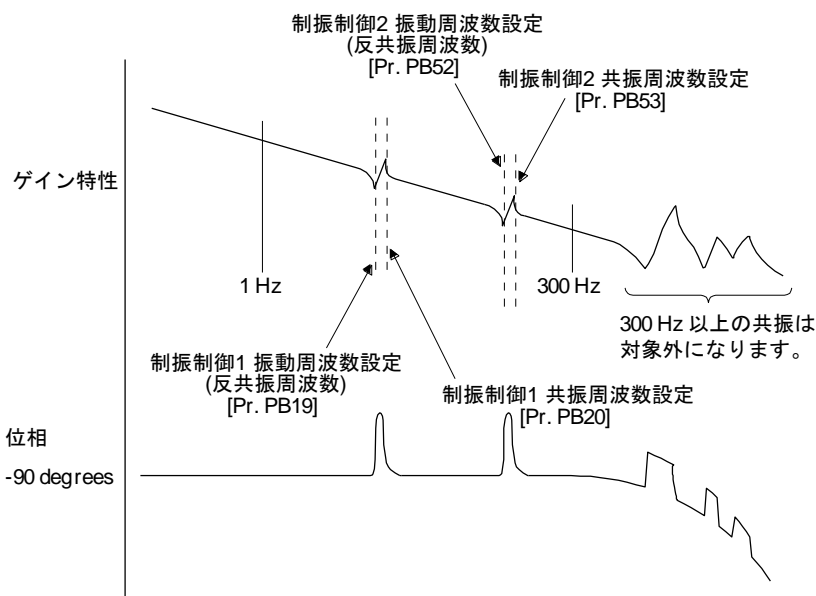 制振制御2 振動周波数設定
(反共振周波数)
[Pr. PB52]
制振制御2 共振周波数設定
[Pr. PB53]
ゲイン特性
1 Hz
300 Hz
300 Hz 以上の共振は
対象外になります。
制振制御1 振動周波数設定
(反共振周波数)
[Pr. PB19]
制振制御1 共振周波数設定
[Pr. PB20]
位相
-90 degrees